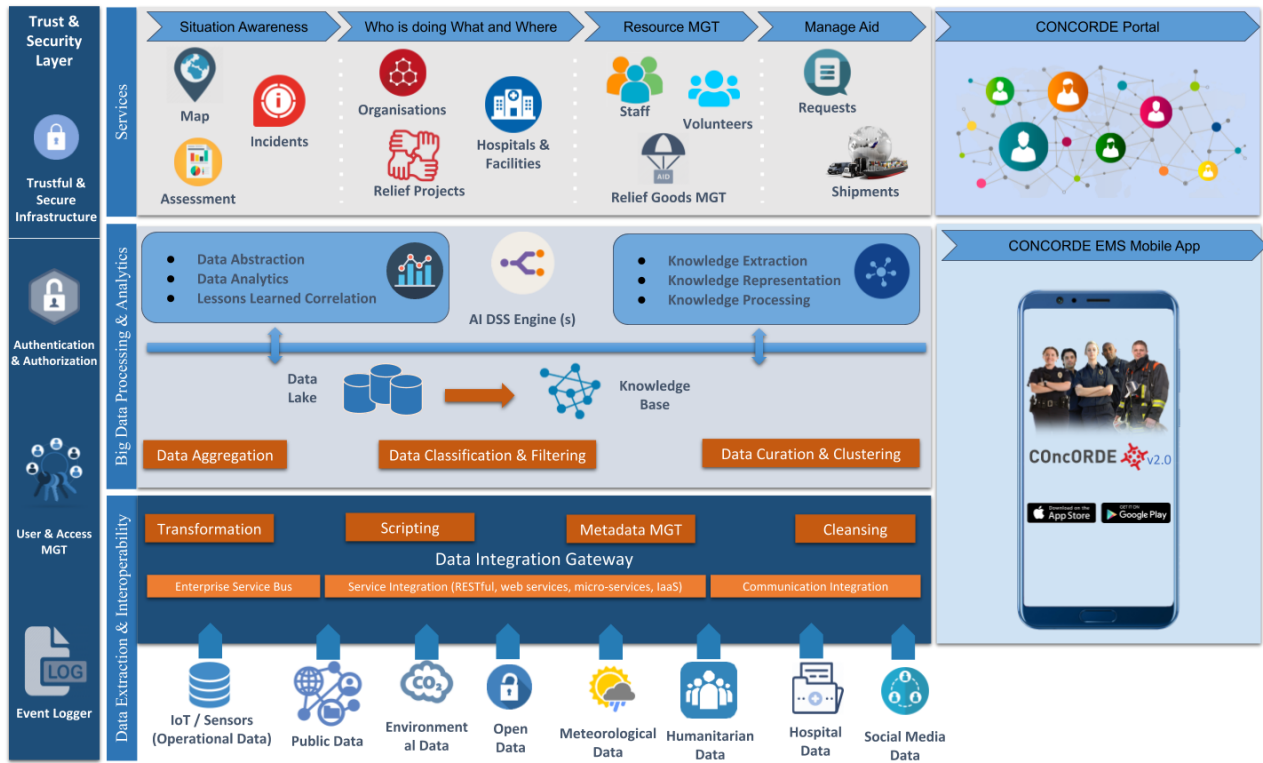 Trust &
Security
Layer
Trustful &
Secure
Infrastructure
Authentication
& Authorization
User & Access
MGT
LOG
Event Logger
Services
Situation Awareness
Who is doing What and Where
Resource MGT
Manage Aid
Map
Incidents
Assessment
Organisations
Relief Projects
Hospitals &
Facilities
Staff
Volunteers
AID
Relief Goods MGT
Requests
Shipments
CONCORDE Portal
Big Data Processing & Analytics
● Data Abstraction
● Data Analytics
● Lessons Learned Correlation
AI DSS Engine (s)
● Knowledge Extraction
● Knowledge Representation
● Knowledge Processing
Data
Lake
Knowledge
Base
Data Aggregation
Data Classification & Filtering
Data Curation & Clustering
CONCORDE EMS Mobile App
COncORDE v2.0
Download on the
App Store
GET IT ON
Google Play
Data Extraction & Interoperability
Transformation
Scripting
Metadata MGT
Cleansing
Data Integration Gateway
Enterprise Service Bus
Service Integration (RESTful, web services, micro-services, IaaS)
Communication Integration
IoT / Sensors
(Operational Data)
Public Data
CO2
Environment
al Data
Open
Data
Meteorological
Data
Humanitarian
Data
Hospital
Data
Social Media
Data